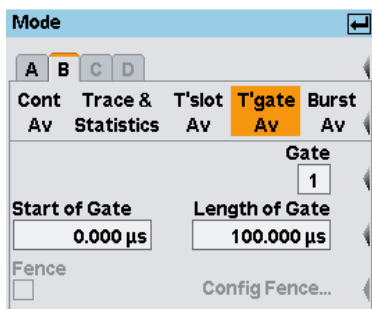 Mode
A B C D
Cont Trace & T'slot T'gate Burst
Av Statistics Av Av Av
Gate
1
Start of Gate Length of Gate
0.000 µs 100.000 µs
Fence
Config Fence...